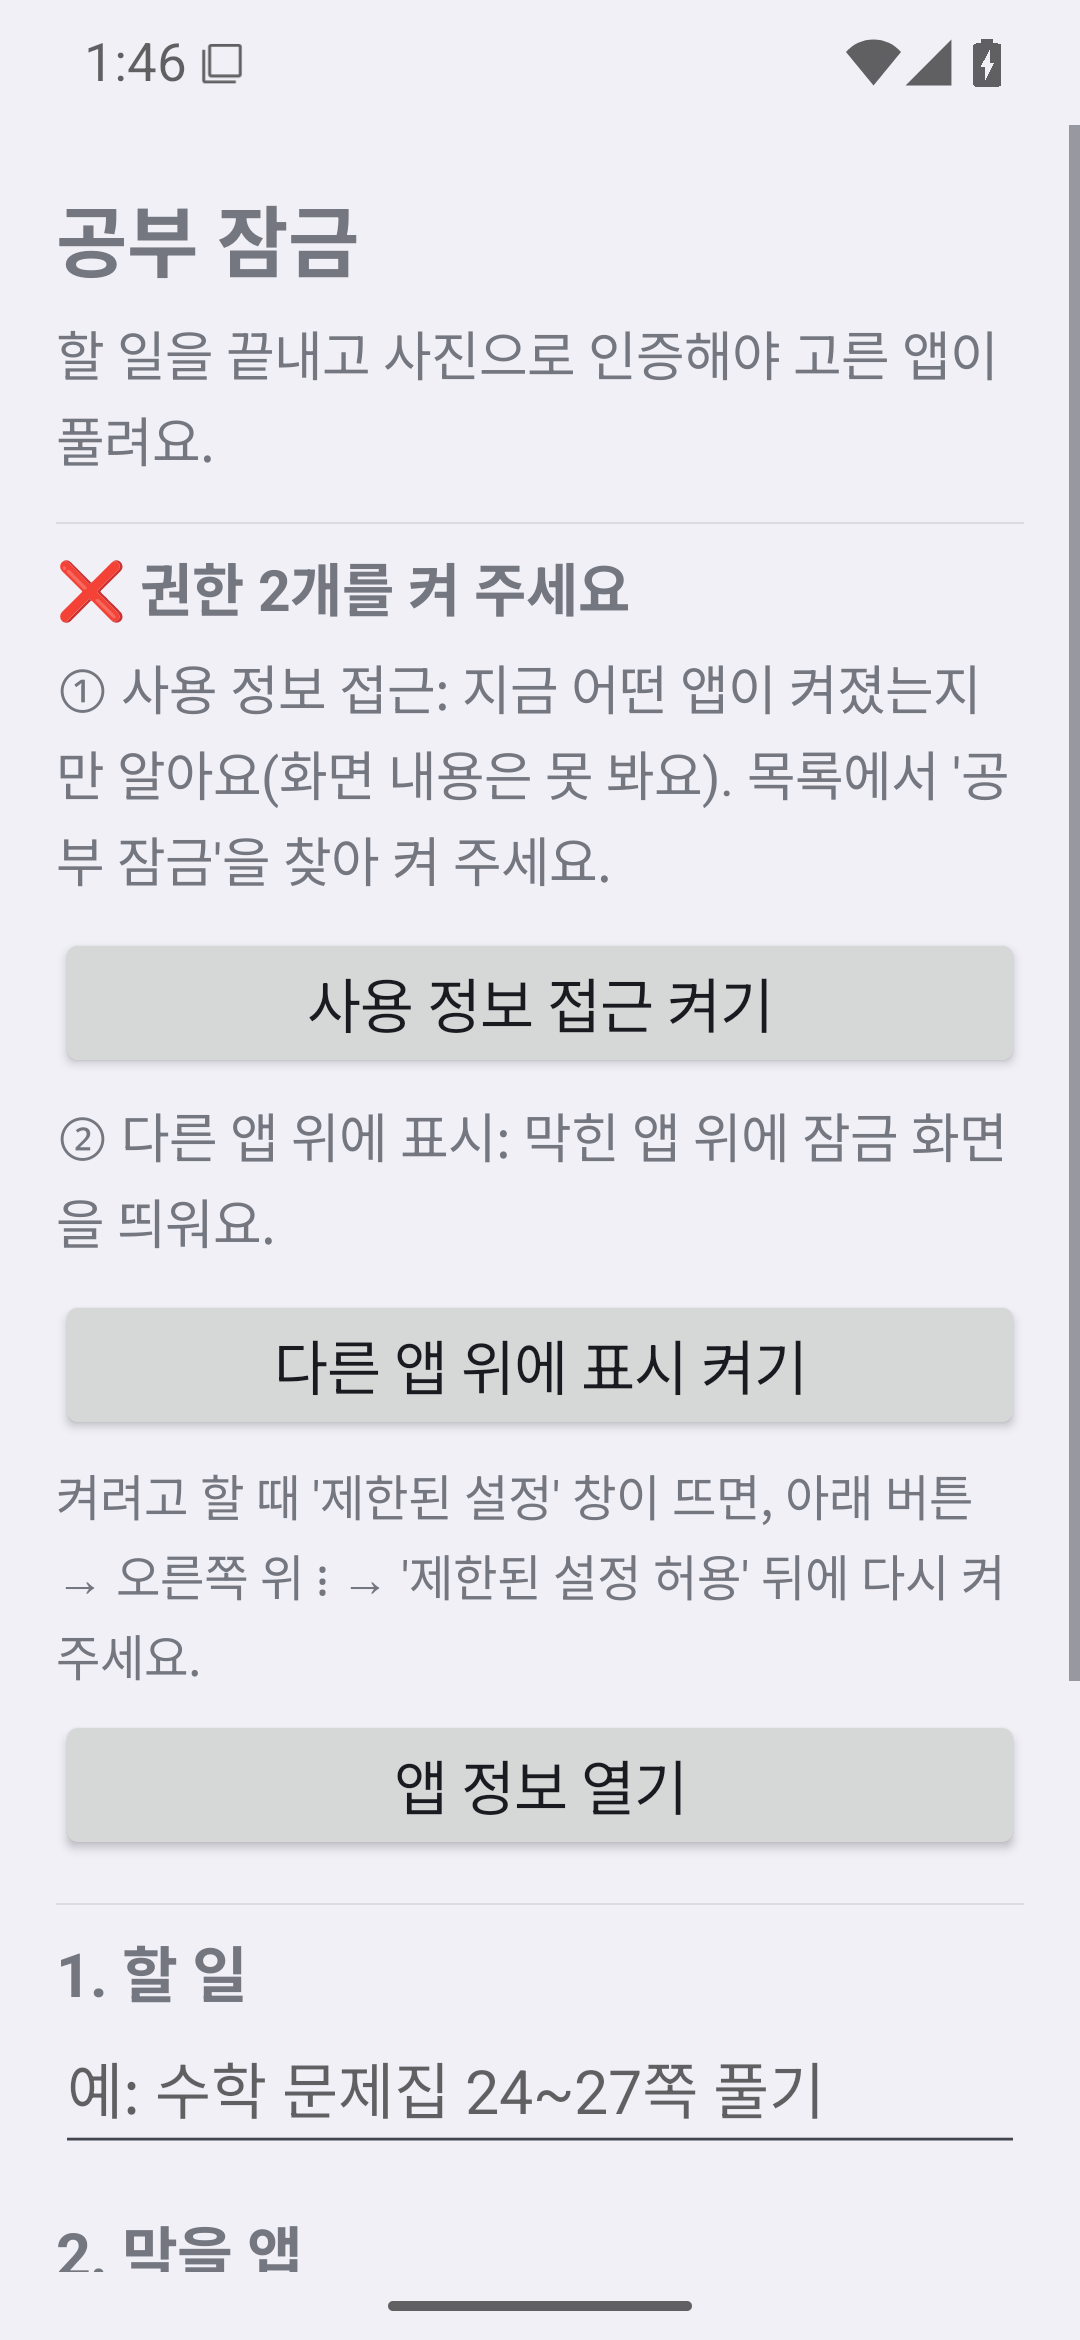 1:46
공부 잠금
할 일을 끝내고 사진으로 인증해야 고른 앱이
풀려요.
❌ 권한 2개를 켜 주세요
① 사용 정보 접근: 지금 어떤 앱이 켜졌는지
만 알아요(화면 내용은 못 봐요). 목록에서 '공
부 잠금'을 찾아 켜 주세요.
사용 정보 접근 켜기
② 다른 앱 위에 표시: 막힌 앱 위에 잠금 화면
을 띄워요.
다른 앱 위에 표시 켜기
켜려고 할 때 '제한된 설정' 창이 뜨면, 아래 버튼
→ 오른쪽 위 ⋮ → '제한된 설정 허용' 뒤에 다시 켜
주세요.
앱 정보 열기
1. 할 일
예: 수학 문제집 24~27쪽 풀기
2. 막을 앱